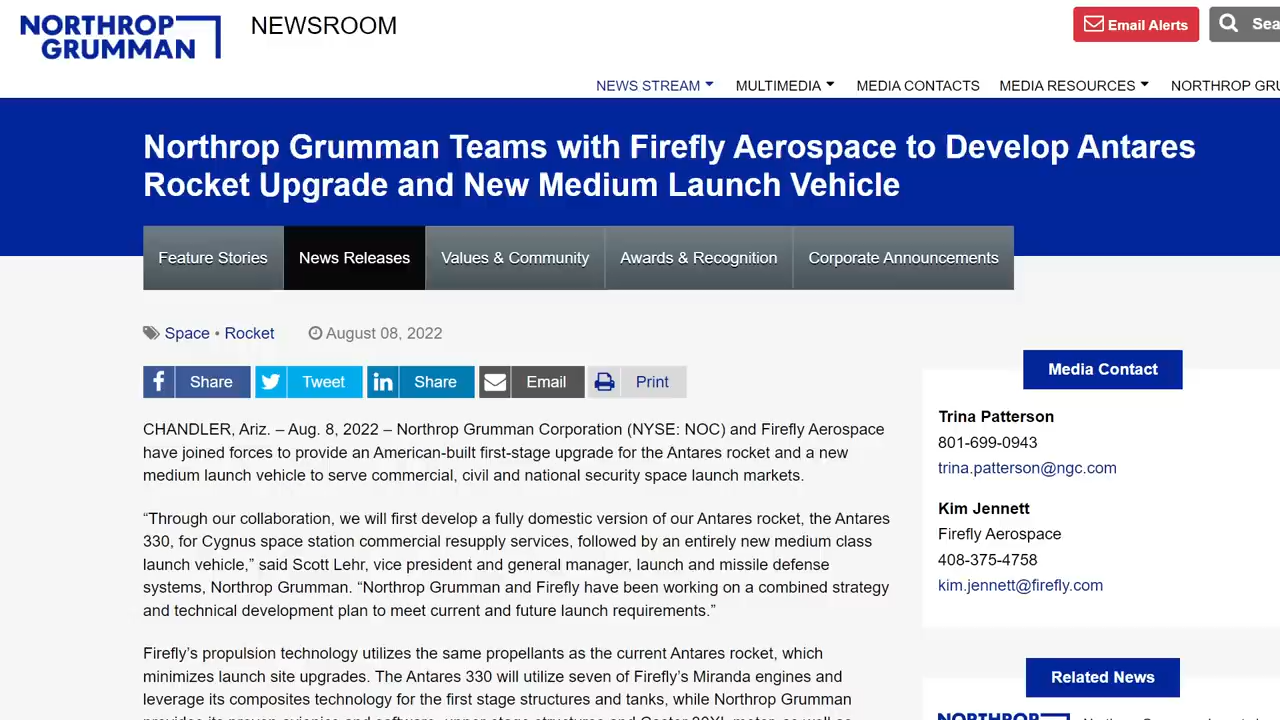 NORTHROP
GRUMMAN
NEWSROOM
Email Alerts
Sea
NEWS STREAM
MULTIMEDIA
MEDIA CONTACTS
MEDIA RESOURCES
NORTHROP GRU
Northrop Grumman Teams with Firefly Aerospace to Develop Antares
Rocket Upgrade and New Medium Launch Vehicle
Feature Stories
News Releases
Values & Community
Awards & Recognition
Corporate Announcements
Space • Rocket
August 08, 2022
Share
Tweet
Share
Email
Print
CHANDLER, Ariz. – Aug. 8, 2022 – Northrop Grumman Corporation (NYSE: NOC) and Firefly Aerospace
have joined forces to provide an American-built first-stage upgrade for the Antares rocket and a new
medium launch vehicle to serve commercial, civil and national security space launch markets.
“Through our collaboration, we will first develop a fully domestic version of our Antares rocket, the Antares
330, for Cygnus space station commercial resupply services, followed by an entirely new medium class
launch vehicle,” said Scott Lehr, vice president and general manager, launch and missile defense
systems, Northrop Grumman. “Northrop Grumman and Firefly have been working on a combined strategy
and technical development plan to meet current and future launch requirements.”
Firefly’s propulsion technology utilizes the same propellants as the current Antares rocket, which
minimizes launch site upgrades. The Antares 330 will utilize seven of Firefly’s Miranda engines and
leverage its composites technology for the first stage structures and tanks, while Northrop Grumman
Media Contact
Trina Patterson
801-699-0943
trina.patterson@ngc.com
Kim Jennett
Firefly Aerospace
408-375-4758
kim.jennett@firefly.com
Related News
NORTHROP